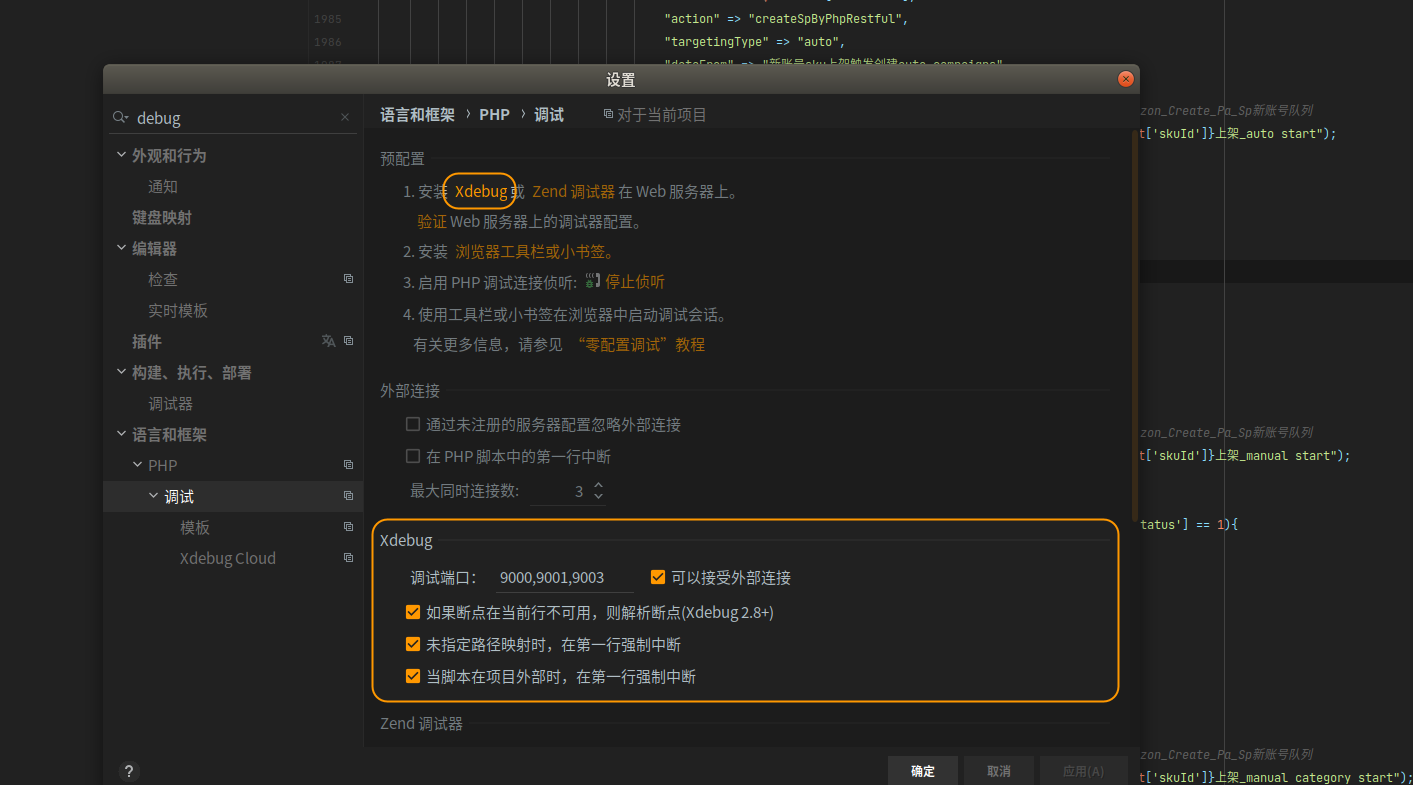 1985
"action" => "createSpByPhpRestful",
1986
"targetingType" => "auto",
设置
debug
外观和行为
通知
键盘映射
编辑器
检查
实时模板
插件
构建、执行、部署
调试器
语言和框架
PHP
调试
模板
Xdebug Cloud
语言和框架 › PHP › 调试 对于当前项目
预配置
1. 安装 Xdebug 或 Zend 调试器 在 Web 服务器上。
验证 Web 服务器上的调试器配置。
2. 安装 浏览器工具栏或小书签。
3. 启用 PHP 调试连接侦听: 停止侦听
4. 使用工具栏或小书签在浏览器中启动调试会话。
有关更多信息，请参见 “零配置调试” 教程
外部连接
通过未注册的服务器配置忽略外部连接
在 PHP 脚本中的第一行中断
最大同时连接数: 3
Xdebug
调试端口: 9000,9001,9003 可以接受外部连接
如果断点在当前行不可用，则解析断点(Xdebug 2.8+)
未指定路径映射时，在第一行强制中断
当脚本在项目外部时，在第一行强制中断
Zend 调试器
?
确定 取消 应用(A)
zon_Create_Pa_Sp新账号队列
t['skuId']}上架_auto start");
zon_Create_Pa_Sp新账号队列
t['skuId']}上架_manual start");
tatus'] == 1){
zon_Create_Pa_Sp新账号队列
t['skuId']}上架_manual category start");